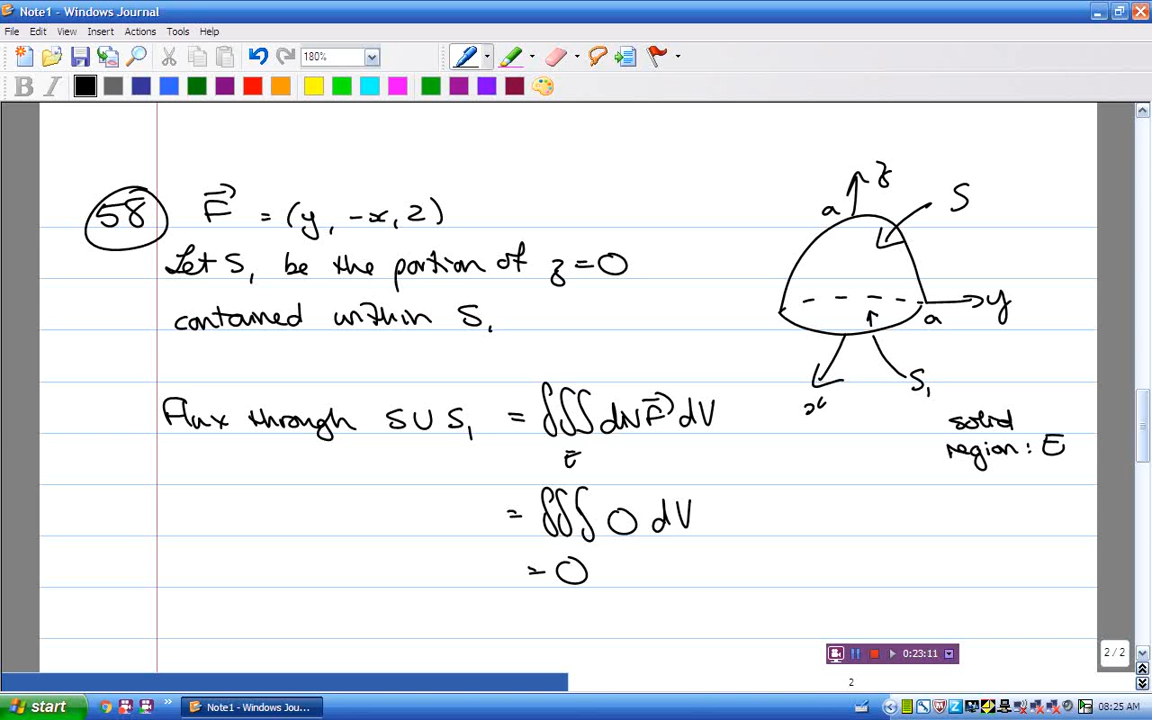 Note1 - Windows Journal
File Edit View Insert Actions Tools Help
180%
B I
58 F⃗ = (y, -x, 2)
Let S₁ be the portion of z=0
contained within S.
z
a
S
y
a
x
S₁
solid
region: E
Flux through S ∪ S₁ = ∭ div F⃗ dV
E
= ∭ 0 dV
= 0
0:23:11
2 / 2
2
start
2
Note1 - Windows Jou...
08:25 AM